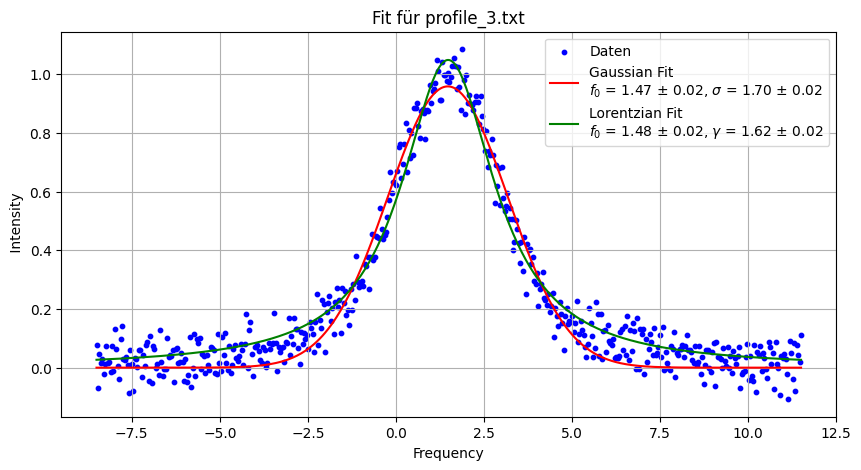 Fit für profile_3.txt
Intensity
1.0
0.8
0.6
0.4
0.2
0.0
Daten
Gaussian Fit
f₀ = 1.47 ± 0.02, σ = 1.70 ± 0.02
Lorentzian Fit
f₀ = 1.48 ± 0.02, γ = 1.62 ± 0.02
−7.5 −5.0 −2.5 0.0 2.5 5.0 7.5 10.0 12.5
Frequency